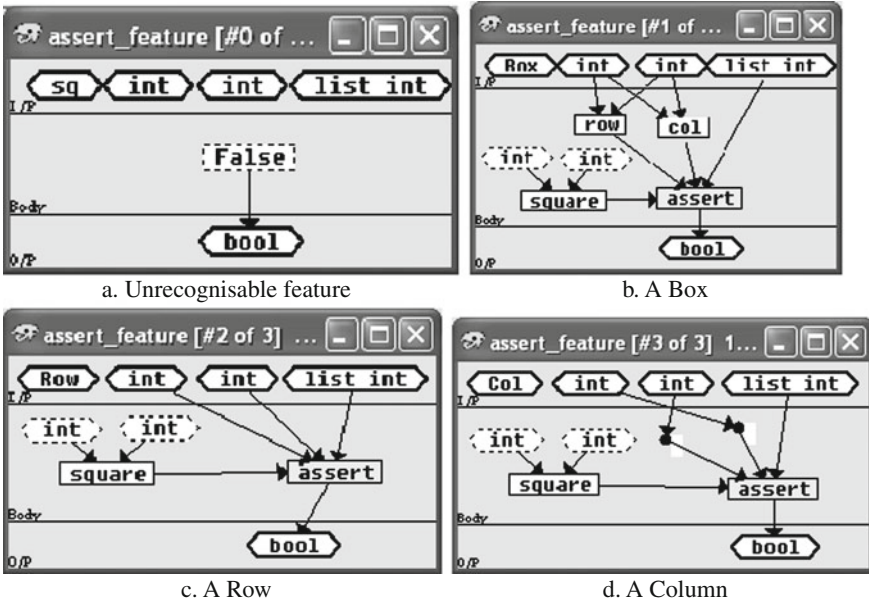 assert_feature [#0 of ...
sq int int list int
I/P
False
Body
bool
O/P
a. Unrecognisable feature
assert_feature [#1 of ...
Box int int list int
I/P
row col
int int
square assert
Body
bool
O/P
b. A Box
assert_feature [#2 of 3] ...
Row int int list int
I/P
int int
square assert
Body
bool
O/P
c. A Row
assert_feature [#3 of 3] 1...
Col int int list int
I/P
int int
square assert
Body
bool
O/P
d. A Column